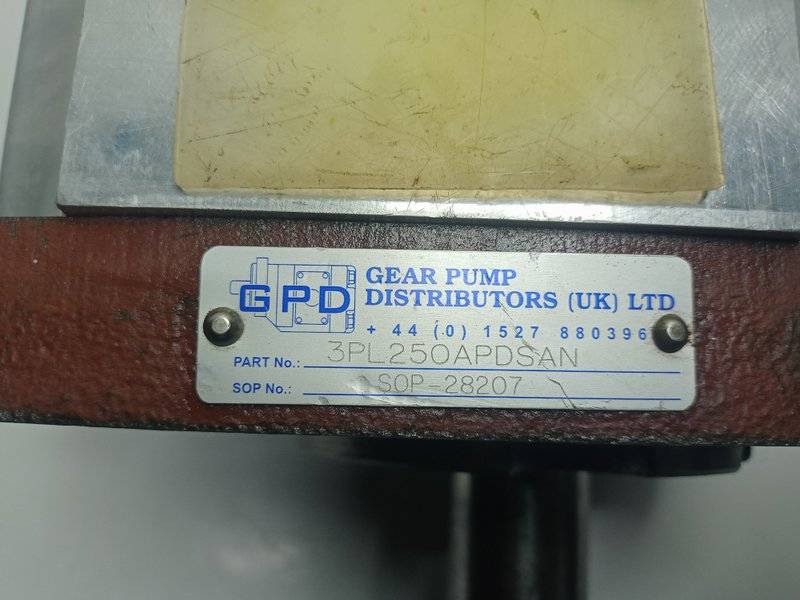 GPD
GEAR PUMP
DISTRIBUTORS (UK) LTD
+ 44 (0) 1527 880396
PART No.: 3PL250APDSAN
SOP No.: SOP-28207